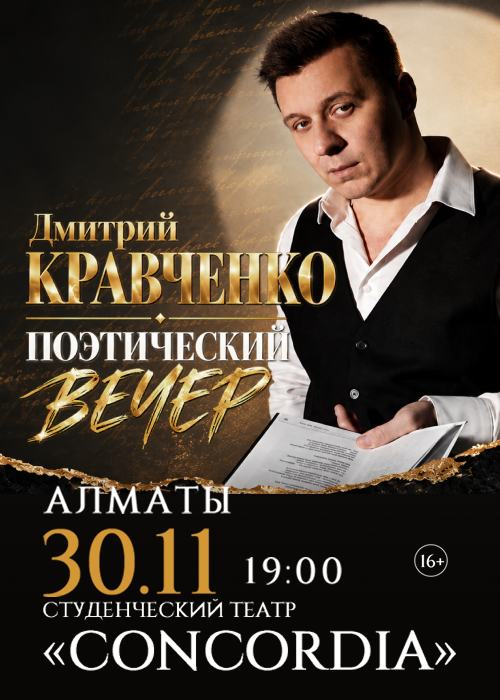 Дмитрий
КРАВЧЕНКО
ПОЭТИЧЕСКИЙ
ВЕЧЕР
АЛМАТЫ
30.11 19:00
16+
СТУДЕНЧЕСКИЙ ТЕАТР
«CONCORDIA»